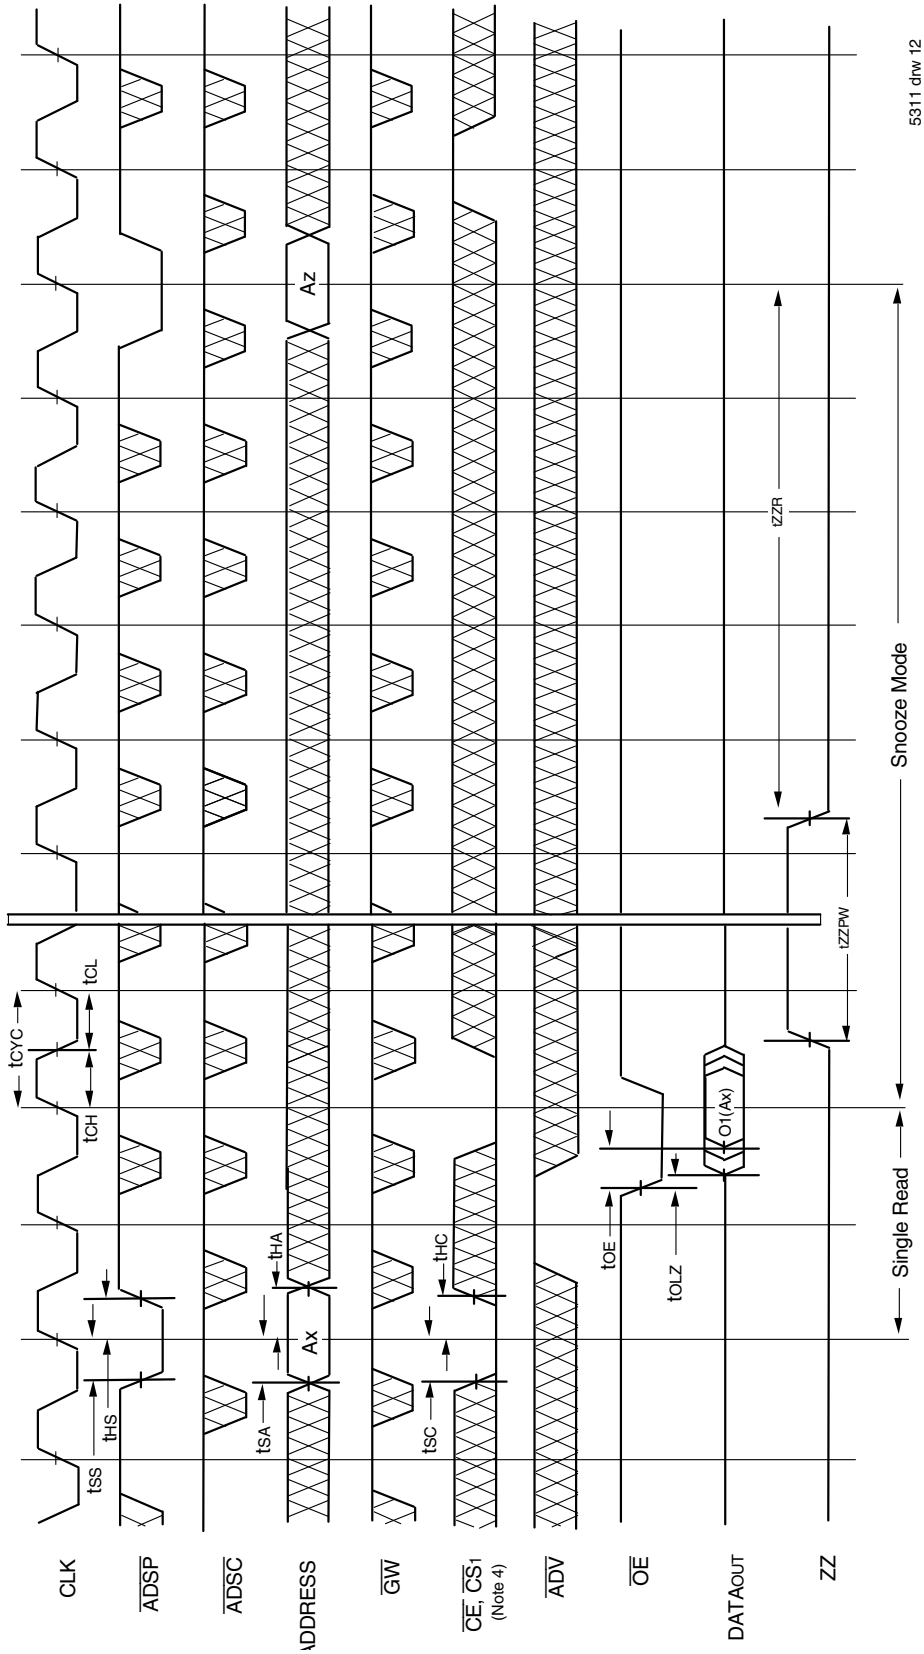 CLK
tCYC
tCH
tCL
tSS
tHS
ADSP
ADSC
ADDRESS
Ax
Az
tSA
tHA
GW
CE, CS1
(Note 4)
tSC
tHC
ADV
OE
tOE
tOLZ
DATAOUT
O1(Ax)
ZZ
tZZPW
tZZR
Single Read
Snooze Mode
5311 drw 12